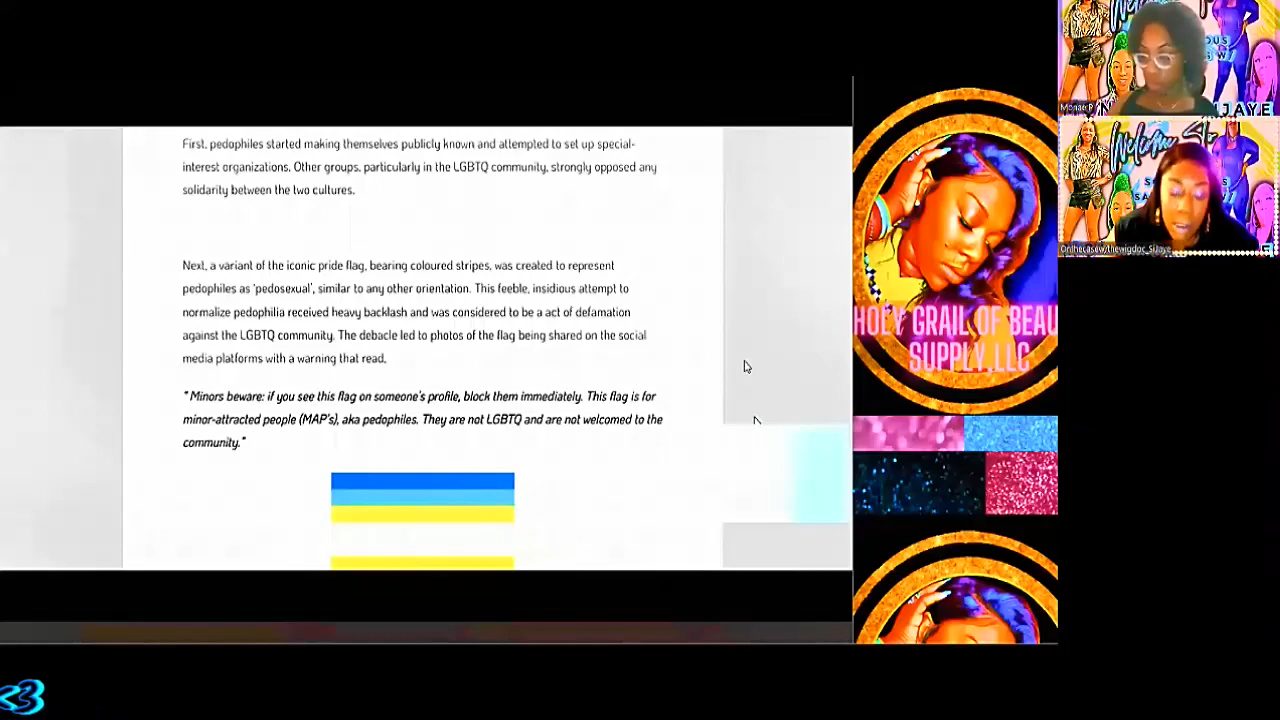 First, pedophiles started making themselves publicly known and attempted to set up special-
interest organizations. Other groups, particularly in the LGBTQ community, strongly opposed any
solidarity between the two cultures.
Next, a variant of the iconic pride flag, bearing coloured stripes, was created to represent
pedophiles as ‘pedosexual’, similar to any other orientation. This feeble, insidious attempt to
normalize pedophilia received heavy backlash and was considered to be a act of defamation
against the LGBTQ community. The debacle led to photos of the flag being shared on the social
media platforms with a warning that read,
“ Minors beware: if you see this flag on someone’s profile, block them immediately. This flag is for
minor-attracted people (MAP’s), aka pedophiles. They are not LGBTQ and are not welcomed to the
community.”
HOLY GRAIL OF BEAU
SUPPLY,LLC
IJAYE
Welcome
Onthecasew/thewigdoc_SiJaye
<3